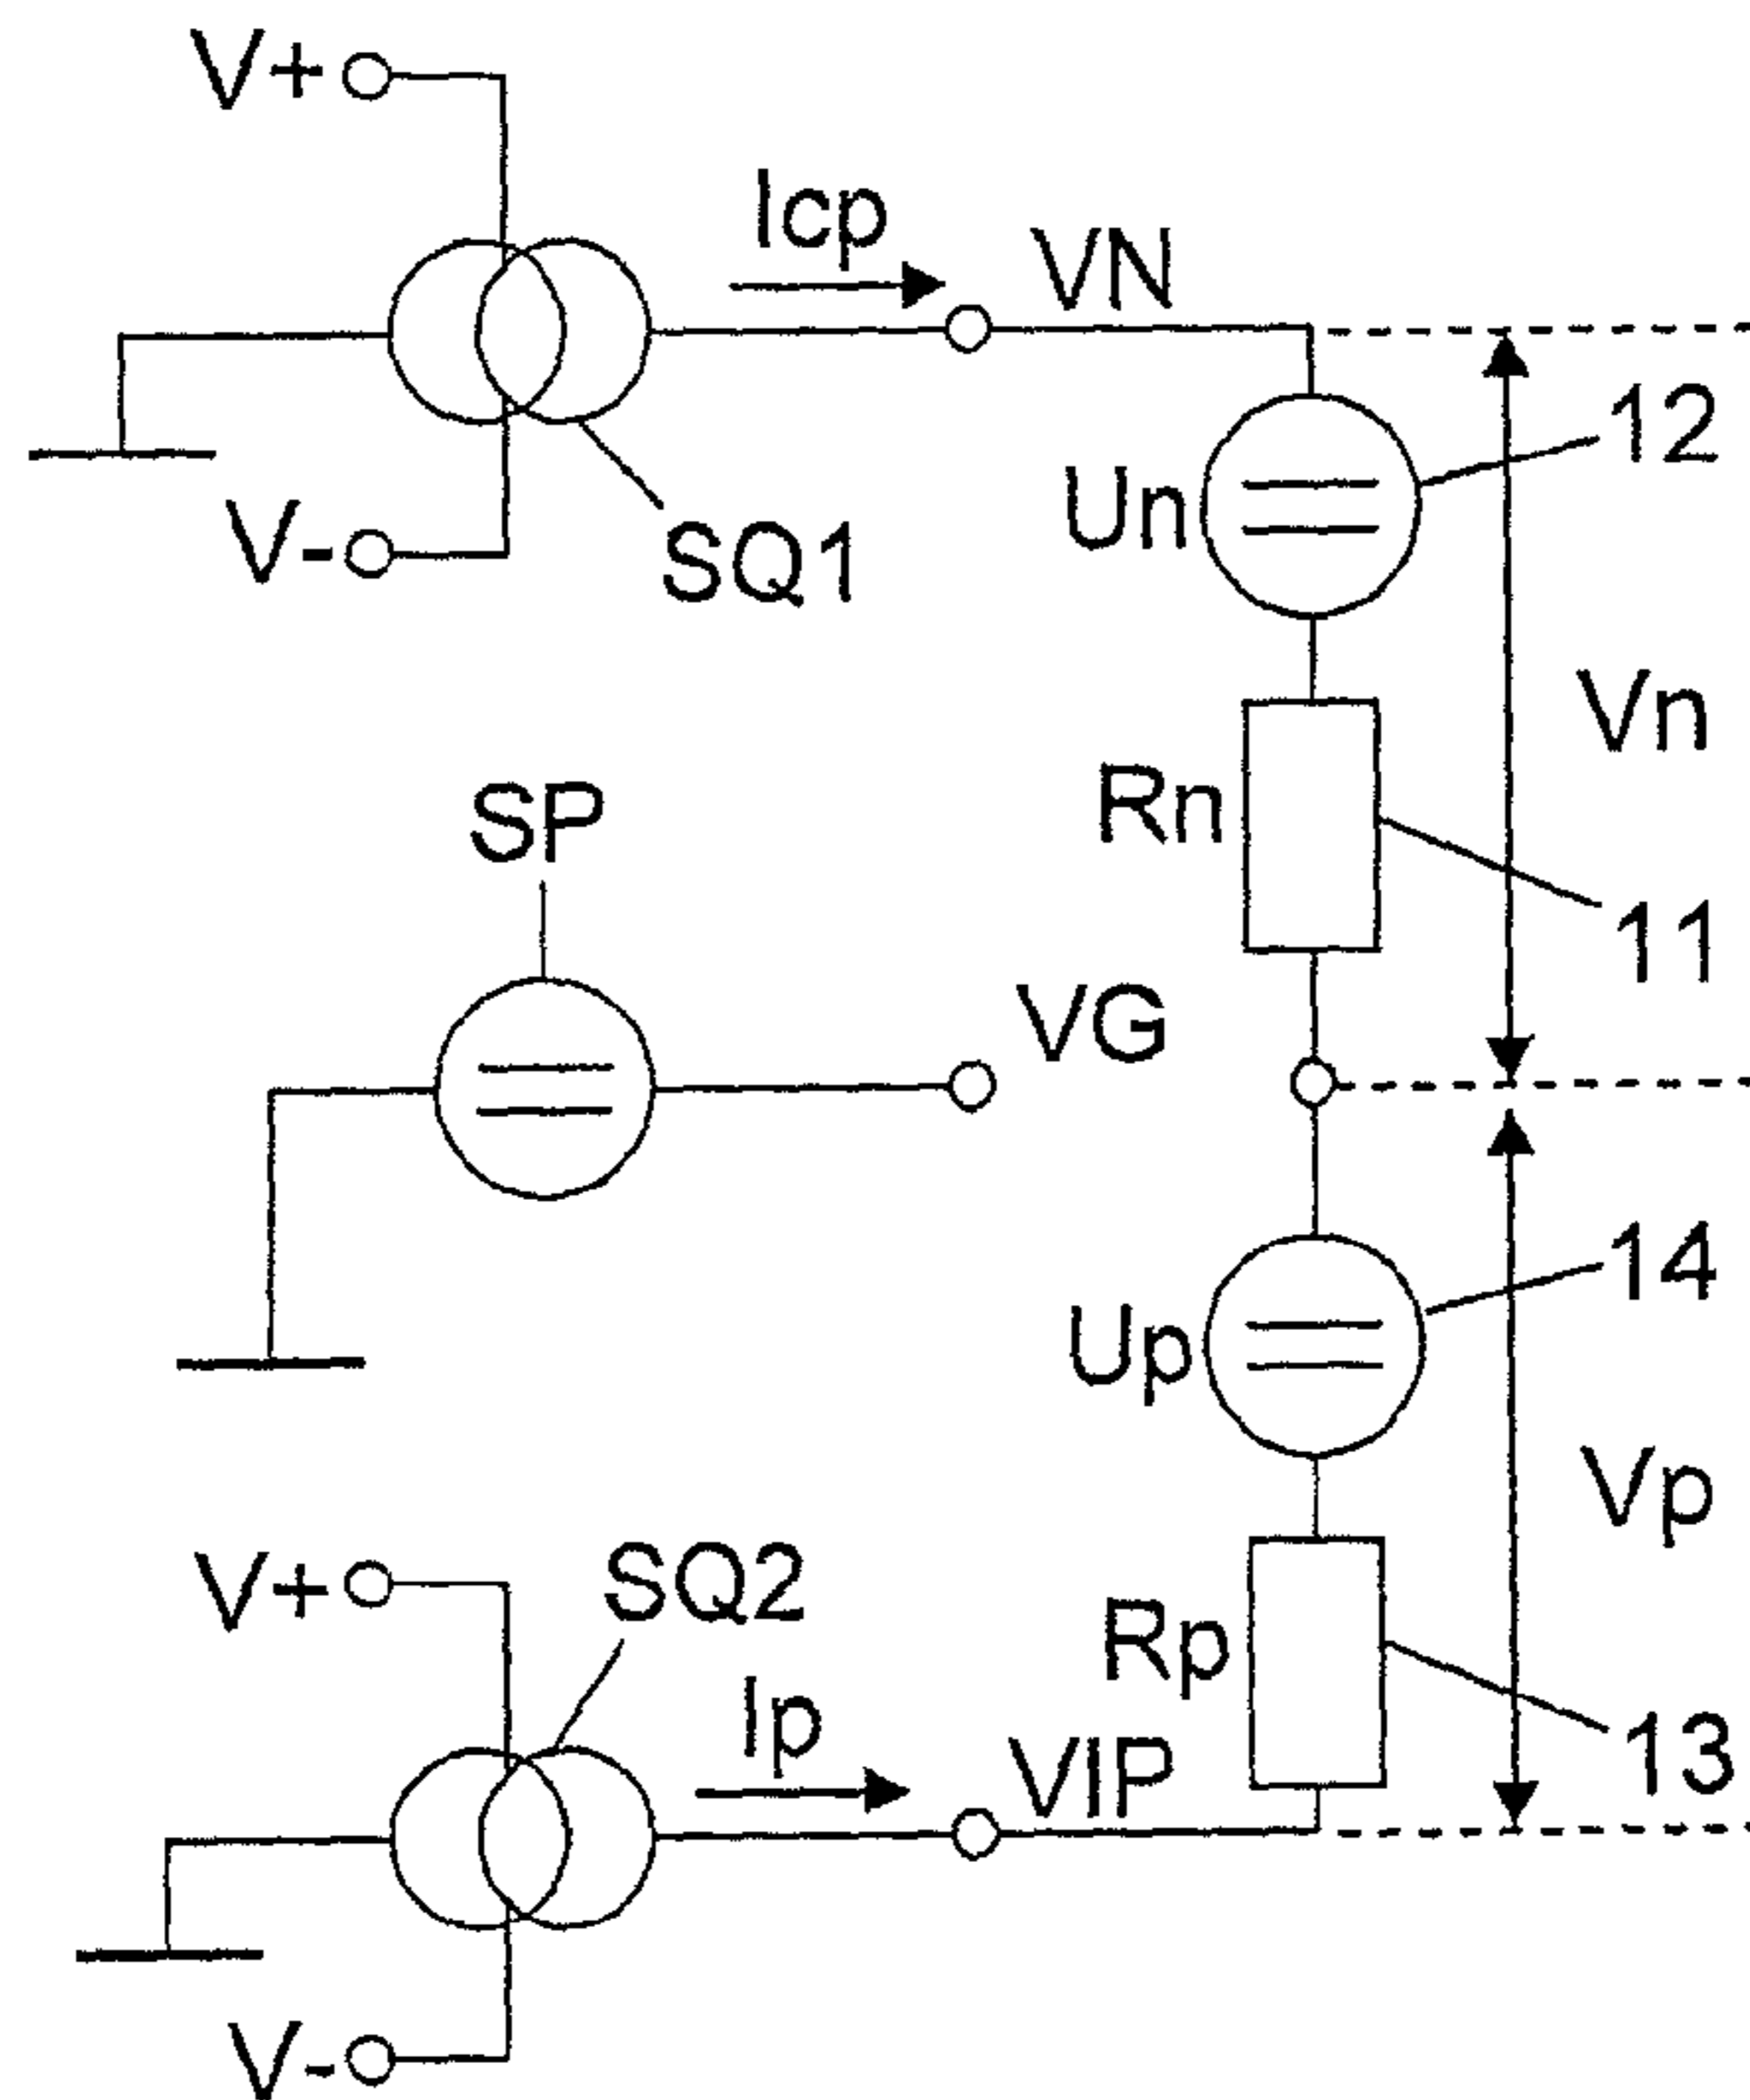 V+
Icp
VN
12
Un
V-
SQ1
Vn
Rn
SP
11
VG
14
Up
Vp
V+
SQ2
Rp
Ip
13
VIP
V-